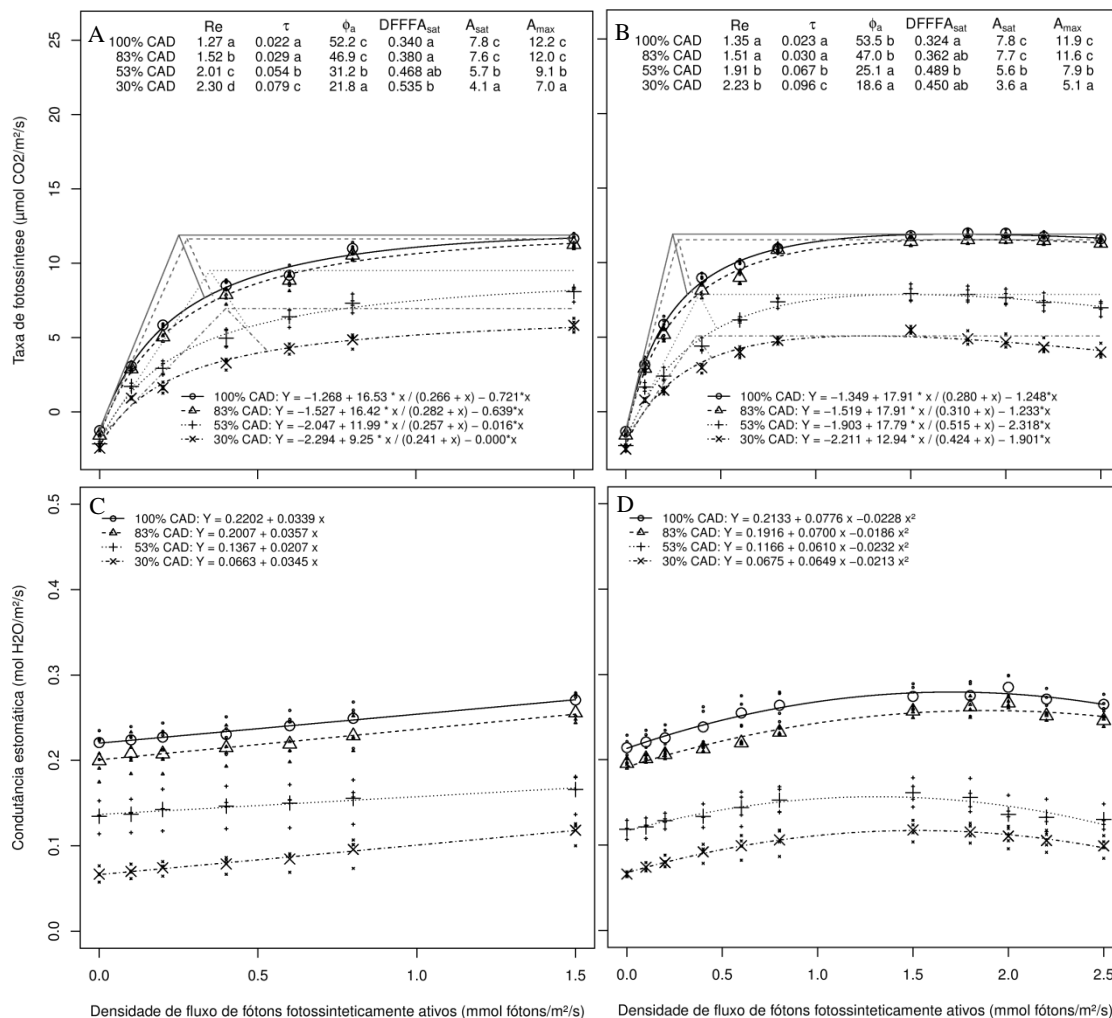 A
Re τ ϕa DFFFAsat Asat Amax
100% CAD 1.27 a 0.022 a 52.2 c 0.340 a 7.8 c 12.2 c
83% CAD 1.52 b 0.029 a 46.9 c 0.380 a 7.6 c 12.0 c
53% CAD 2.01 c 0.054 b 31.2 b 0.468 ab 5.7 b 9.1 b
30% CAD 2.30 d 0.079 c 21.8 a 0.535 b 4.1 a 7.0 a
100% CAD: Y = −1.268 + 16.53 * x / (0.266 + x) − 0.721*x
83% CAD: Y = −1.527 + 16.42 * x / (0.282 + x) − 0.639*x
53% CAD: Y = −2.047 + 11.99 * x / (0.257 + x) − 0.016*x
30% CAD: Y = −2.294 + 9.25 * x / (0.241 + x) − 0.000*x
Taxa de fotossíntese (μmol CO2/m²/s)
25
20
15
10
5
0
B
Re τ ϕa DFFFAsat Asat Amax
100% CAD 1.35 a 0.023 a 53.5 b 0.324 a 7.8 c 11.9 c
83% CAD 1.51 a 0.030 a 47.0 b 0.362 ab 7.7 c 11.6 c
53% CAD 1.91 b 0.067 b 25.1 a 0.489 b 5.6 b 7.9 b
30% CAD 2.23 b 0.096 c 18.6 a 0.450 ab 3.6 a 5.1 a
100% CAD: Y = −1.349 + 17.91 * x / (0.280 + x) − 1.248*x
83% CAD: Y = −1.519 + 17.91 * x / (0.310 + x) − 1.233*x
53% CAD: Y = −1.903 + 17.79 * x / (0.515 + x) − 2.318*x
30% CAD: Y = −2.211 + 12.94 * x / (0.424 + x) − 1.901*x
C
100% CAD: Y = 0.2202 + 0.0339 x
83% CAD: Y = 0.2007 + 0.0357 x
53% CAD: Y = 0.1367 + 0.0207 x
30% CAD: Y = 0.0663 + 0.0345 x
Condutância estomática (mol H2O/m²/s)
0.5
0.4
0.3
0.2
0.1
0.0
0.0 0.5 1.0 1.5
Densidade de fluxo de fótons fotossinteticamente ativos (mmol fótons/m²/s)
D
100% CAD: Y = 0.2133 + 0.0776 x −0.0228 x²
83% CAD: Y = 0.1916 + 0.0700 x −0.0186 x²
53% CAD: Y = 0.1166 + 0.0610 x −0.0232 x²
30% CAD: Y = 0.0675 + 0.0649 x −0.0213 x²
0.0 0.5 1.0 1.5 2.0 2.5
Densidade de fluxo de fótons fotossinteticamente ativos (mmol fótons/m²/s)